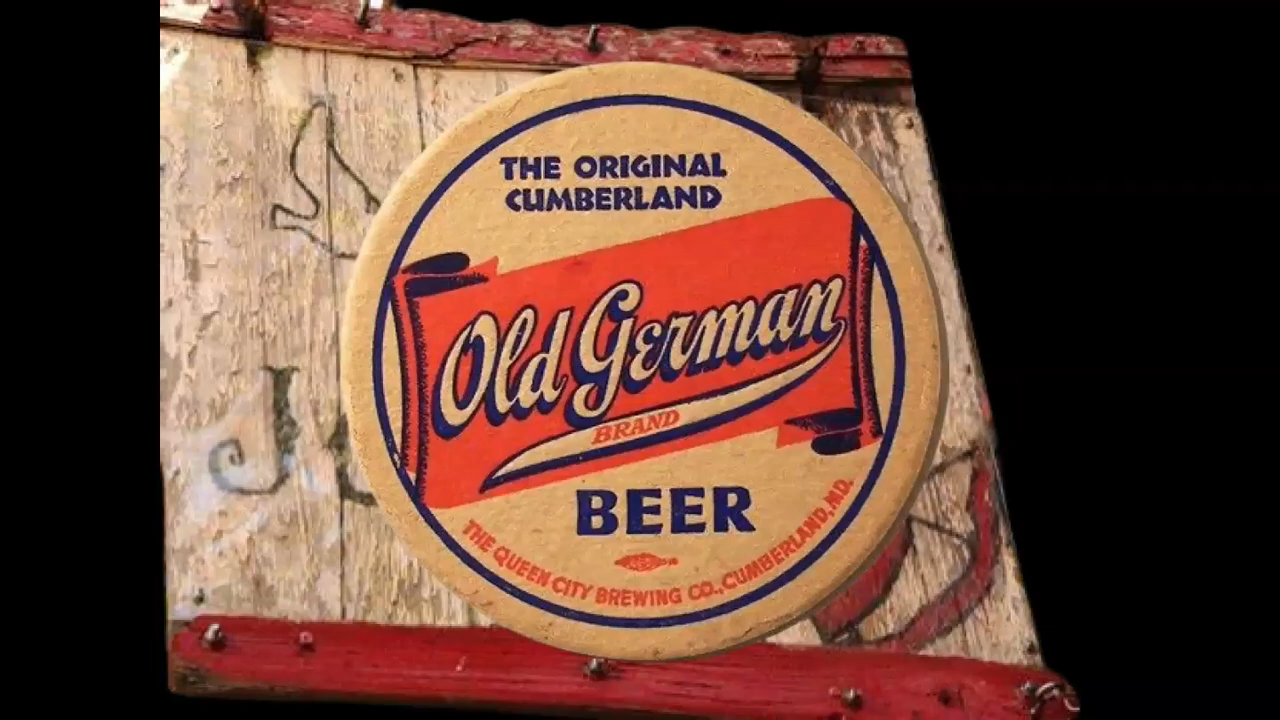 THE ORIGINAL
CUMBERLAND
Old German
BRAND
BEER
THE QUEEN CITY BREWING CO., CUMBERLAND, MD.